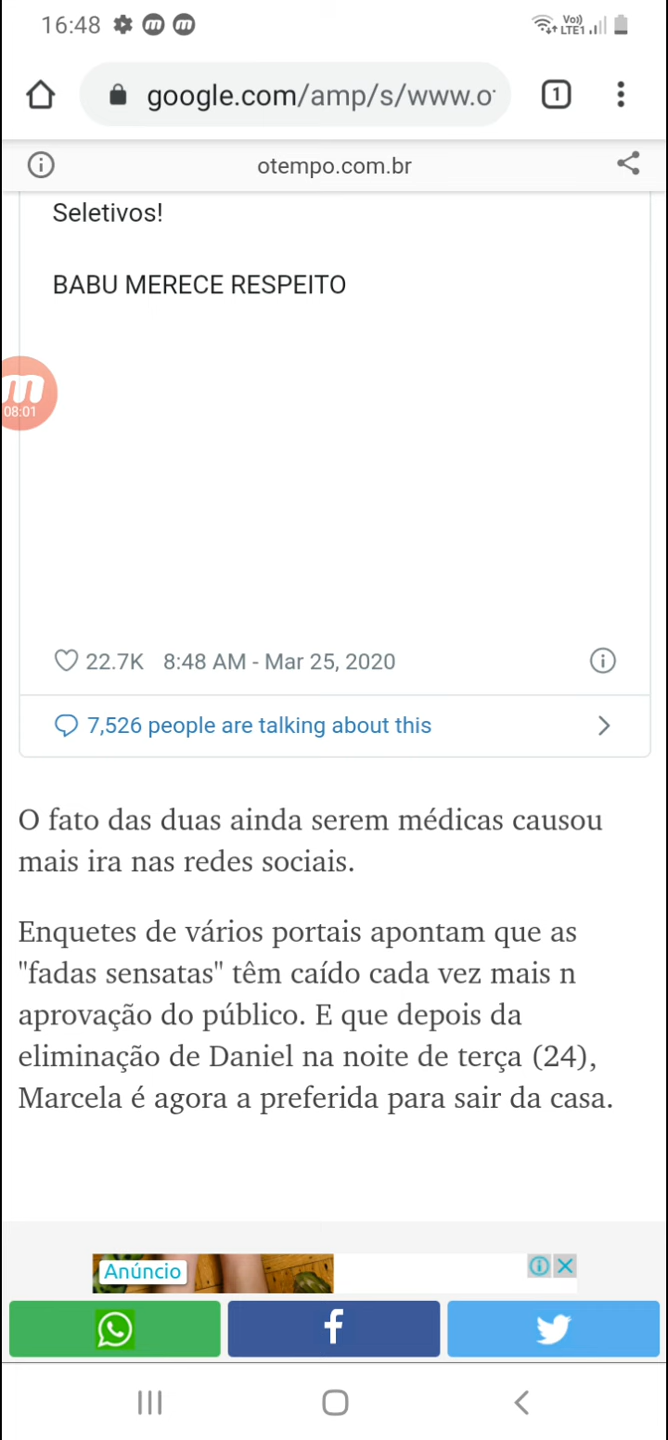 16:48
Vo))
LTE1
google.com/amp/s/www.o
1
otempo.com.br
Seletivos!
BABU MERECE RESPEITO
m
08:01
22.7K 8:48 AM - Mar 25, 2020
7,526 people are talking about this
O fato das duas ainda serem médicas causou
mais ira nas redes sociais.
Enquetes de vários portais apontam que as
"fadas sensatas" têm caído cada vez mais n
aprovação do público. E que depois da
eliminação de Daniel na noite de terça (24),
Marcela é agora a preferida para sair da casa.
Anúncio